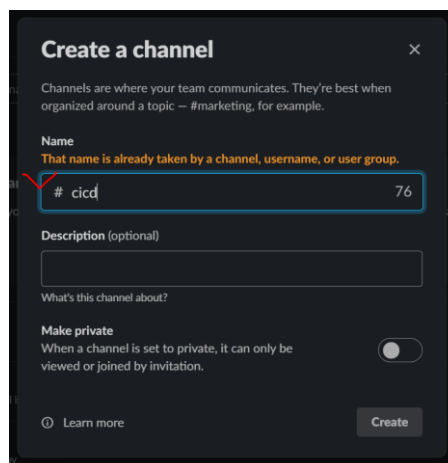 Create a channel
Channels are where your team communicates. They're best when
organized around a topic — #marketing, for example.
Name
That name is already taken by a channel, username, or user group.
# cicd 76
Description (optional)
What's this channel about?
Make private
When a channel is set to private, it can only be
viewed or joined by invitation.
Learn more
Create